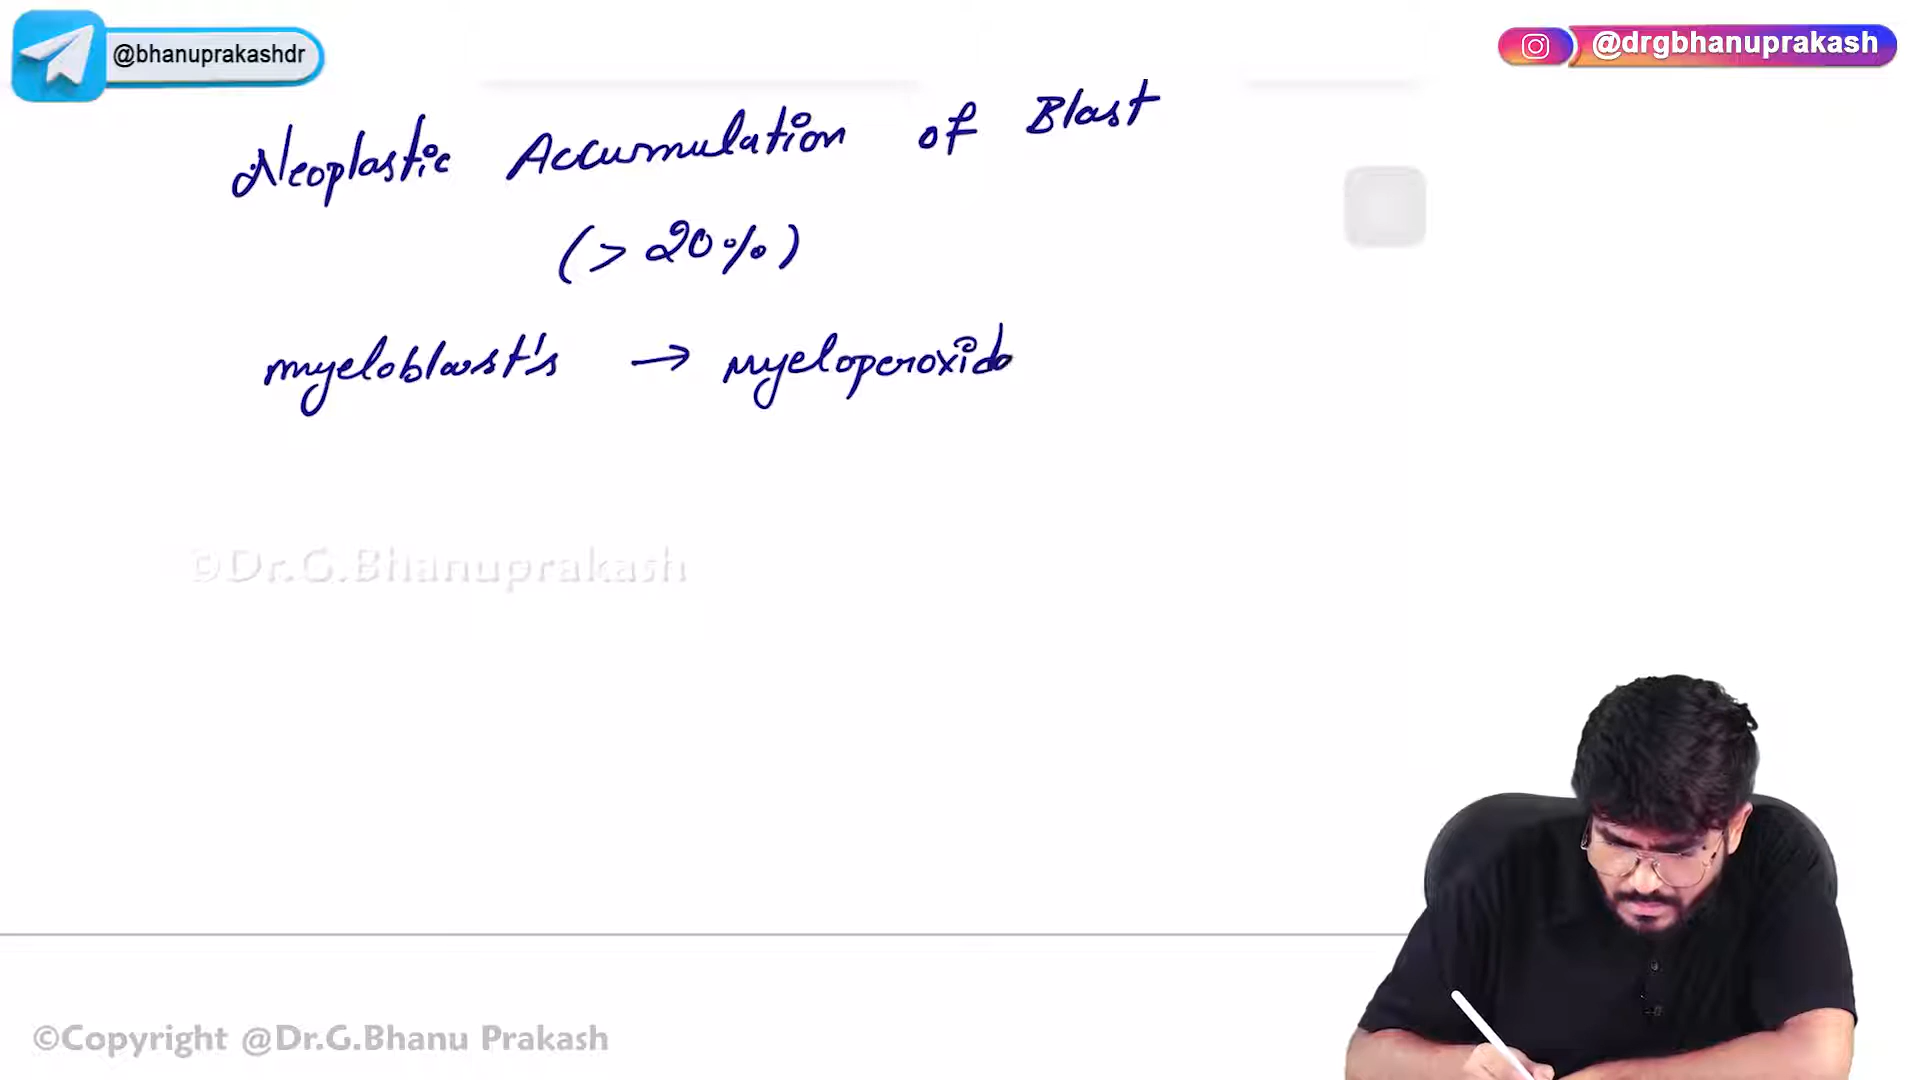 @bhanuprakashdr
@drgbhanuprakash
Neoplastic Accumulation of Blast
(> 20%)
myeloblast's → Myeloperoxida
©Dr.G.Bhanuprakash
©Copyright @Dr.G.Bhanu Prakash